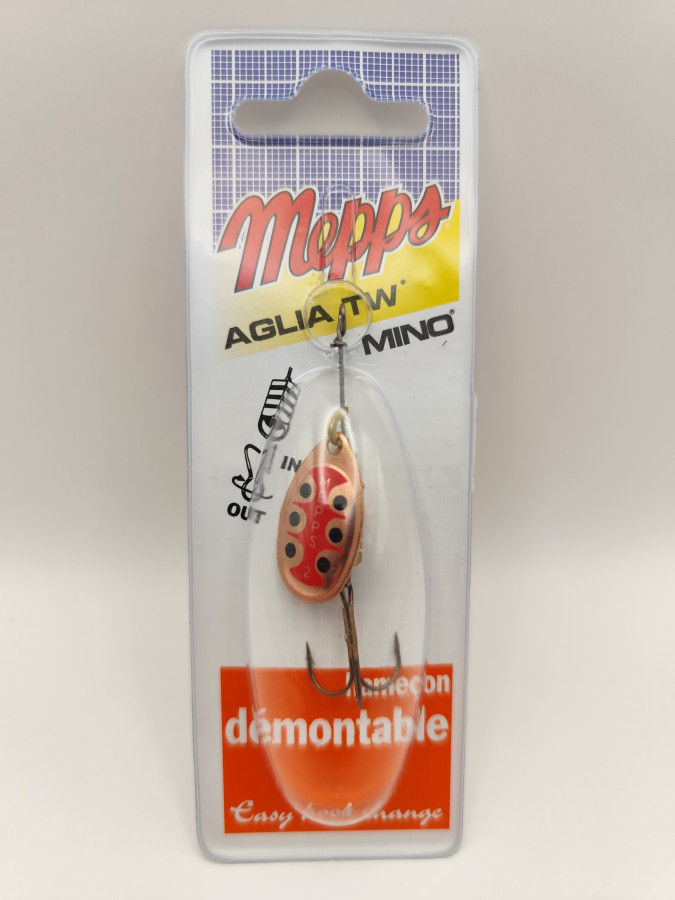 Mepps
AGLIA TW
MINO®
IN
OUT
MEPPS
2
hameçon
démontable
Easy hook change